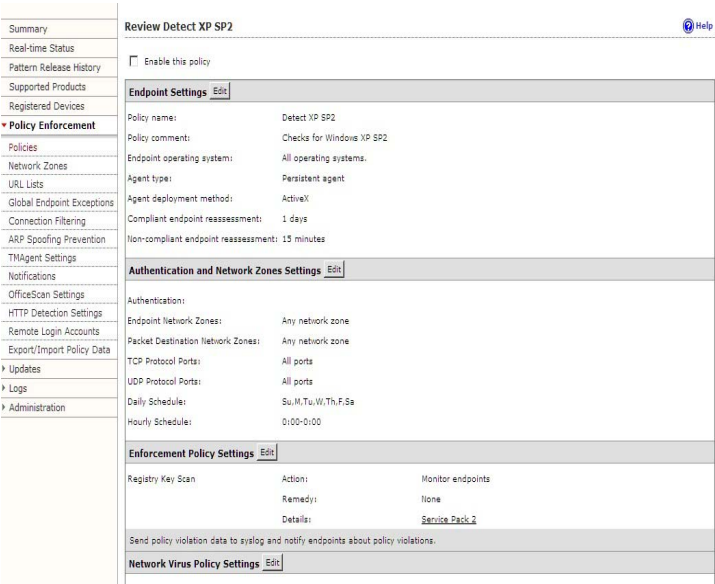 Summary
Real-time Status
Pattern Release History
Supported Products
Registered Devices
Policy Enforcement
Policies
Network Zones
URL Lists
Global Endpoint Exceptions
Connection Filtering
ARP Spoofing Prevention
TMAgent Settings
Notifications
OfficeScan Settings
HTTP Detection Settings
Remote Login Accounts
Export/Import Policy Data
Updates
Logs
Administration
Review Detect XP SP2
Help
Enable this policy
Endpoint Settings Edit
Policy name: Detect XP SP2
Policy comment: Checks for Windows XP SP2
Endpoint operating system: All operating systems.
Agent type: Persistent agent
Agent deployment method: ActiveX
Compliant endpoint reassessment: 1 days
Non-compliant endpoint reassessment: 15 minutes
Authentication and Network Zones Settings Edit
Authentication:
Endpoint Network Zones: Any network zone
Packet Destination Network Zones: Any network zone
TCP Protocol Ports: All ports
UDP Protocol Ports: All ports
Daily Schedule: Su,M,Tu,W,Th,F,Sa
Hourly Schedule: 0:00-0:00
Enforcement Policy Settings Edit
Registry Key Scan Action: Monitor endpoints
Remedy: None
Details: Service Pack 2
Send policy violation data to syslog and notify endpoints about policy violations.
Network Virus Policy Settings Edit